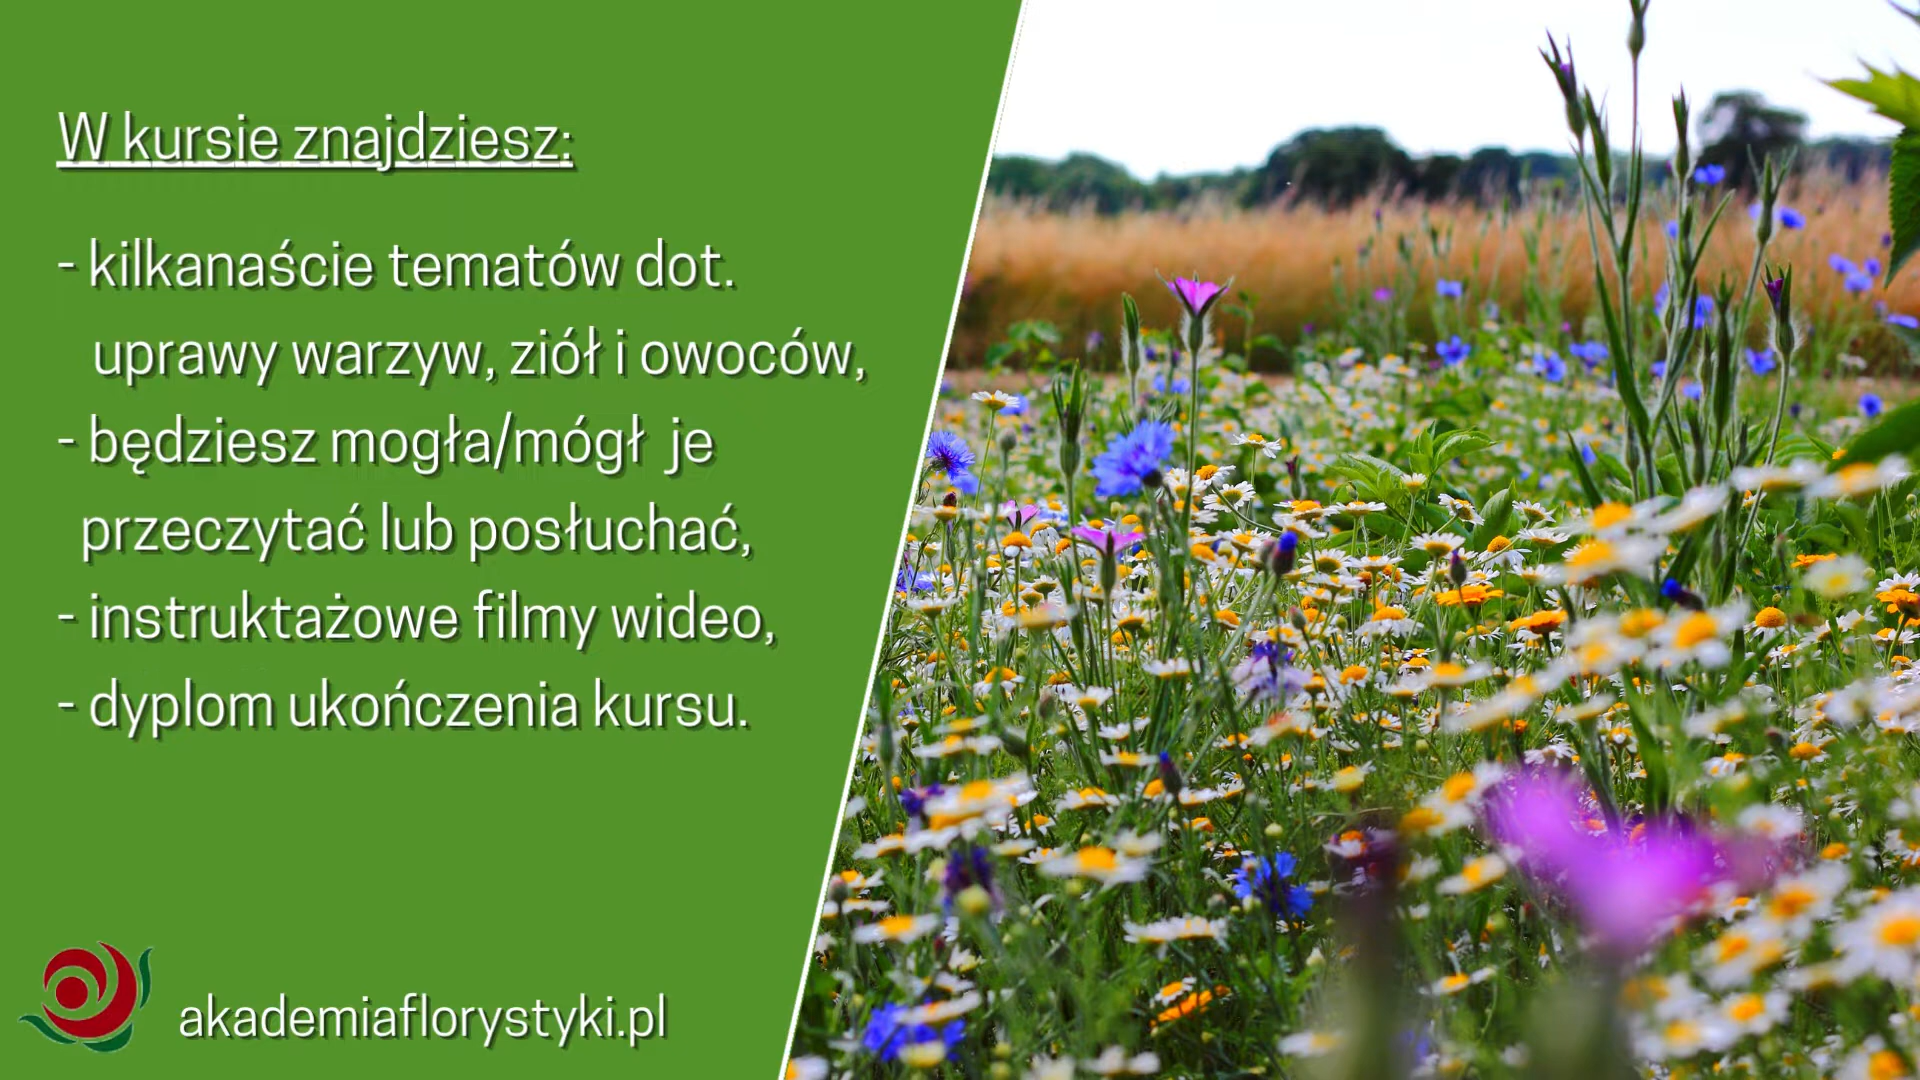 W kursie znajdziesz:
- kilkanaście tematów dot.
uprawy warzyw, ziół i owoców,
- będziesz mogła/mógł je
przeczytać lub posłuchać,
- instruktażowe filmy wideo,
- dyplom ukończenia kursu.
akademiaflorystyki.pl